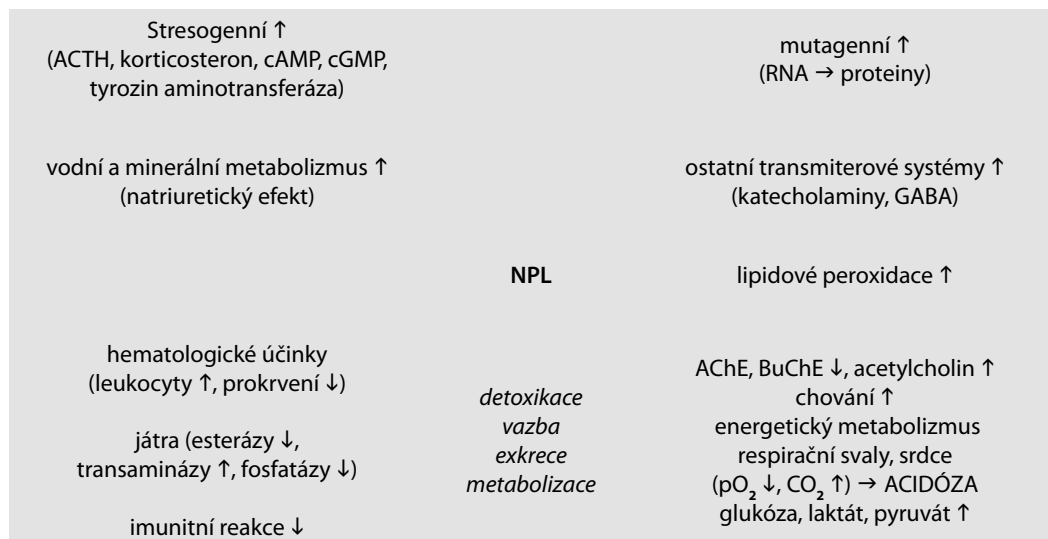 Stresogenní ↑
(ACTH, korticosteron, cAMP, cGMP,
tyrozin aminotransferáza)
mutagenní ↑
(RNA → proteiny)
vodní a minerální metabolizmus ↑
(natriuretický efekt)
ostatní transmiterové systémy ↑
(katecholaminy, GABA)
NPL
lipidové peroxidace ↑
hematologické účinky
(leukocyty ↑, prokrvení ↓)
játra (esterázy ↓,
transaminázy ↑, fosfatázy ↓)
imunitní reakce ↓
detoxikace
vazba
exkrece
metabolizace
AChE, BuChE ↓, acetylcholin ↑
chování ↑
energetický metabolizmus
respirační svaly, srdce
(pO₂ ↓, CO₂ ↑) → ACIDÓZA
glukóza, laktát, pyruvát ↑